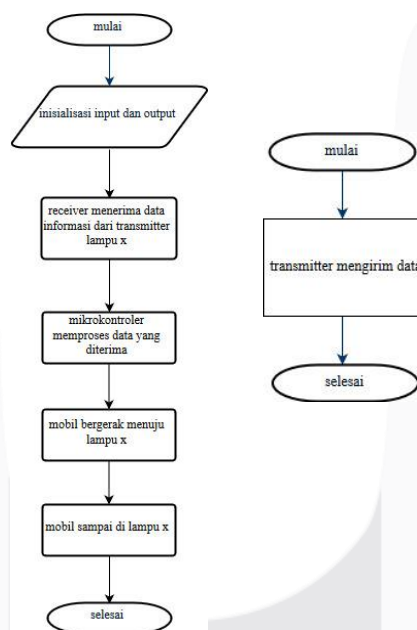 mulai
inisialisasi input dan output
receiver menerima data
informasi dari transmitter
lampu x
mikrokontroler
memproses data yang
diterima
mobil bergerak menuju
lampu x
mobil sampai di lampu x
selesai
mulai
transmitter mengirim data
selesai